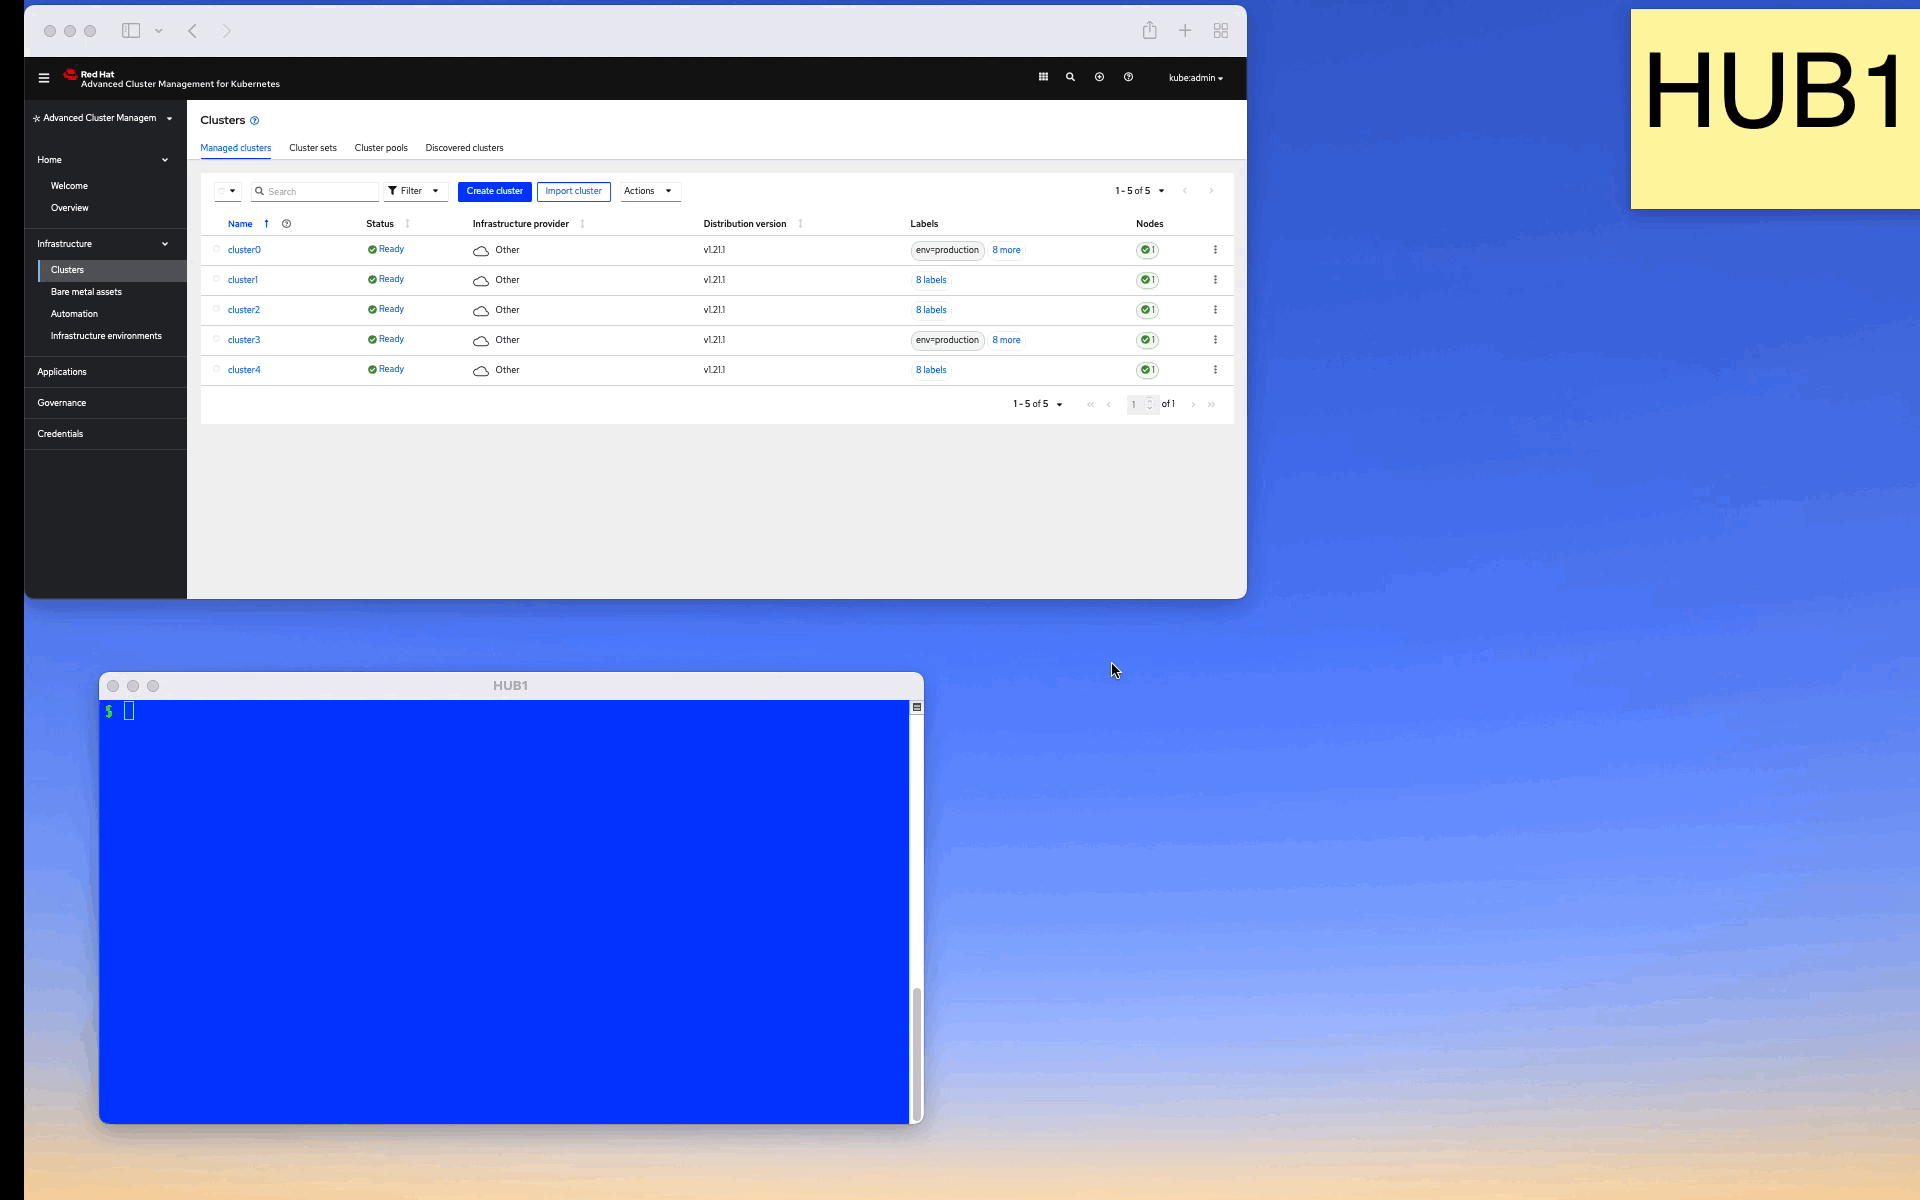 Red Hat
Advanced Cluster Management for Kubernetes
kube:admin
HUB1
Advanced Cluster Managem
Home
Welcome
Overview
Infrastructure
Clusters
Bare metal assets
Automation
Infrastructure environments
Applications
Governance
Credentials
Clusters
Managed clusters Cluster sets Cluster pools Discovered clusters
Search Filter Create cluster Import cluster Actions 1 - 5 of 5
Name Status Infrastructure provider Distribution version Labels Nodes
cluster0 Ready Other v1.21.1 env=production 8 more 1
cluster1 Ready Other v1.21.1 8 labels 1
cluster2 Ready Other v1.21.1 8 labels 1
cluster3 Ready Other v1.21.1 env=production 8 more 1
cluster4 Ready Other v1.21.1 8 labels 1
1 - 5 of 5 1 of 1
HUB1
$